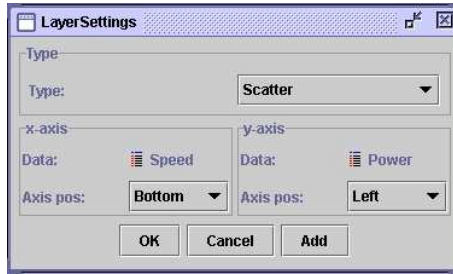 LayerSettings
Type
Type: Scatter
x-axis y-axis
Data: Speed Data: Power
Axis pos: Bottom Axis pos: Left
OK Cancel Add